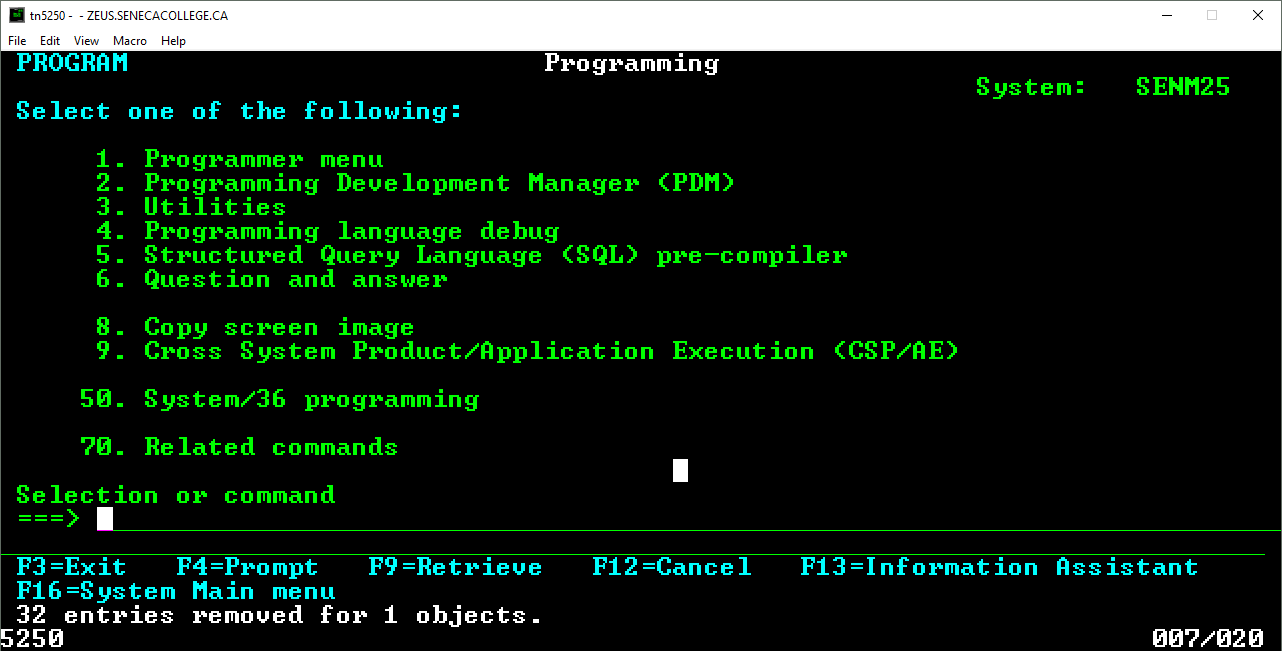 tn5250 - - ZEUS.SENECACOLLEGE.CA
File Edit View Macro Help
PROGRAM Programming
System: SENM25
Select one of the following:
1. Programmer menu
2. Programming Development Manager (PDM)
3. Utilities
4. Programming language debug
5. Structured Query Language (SQL) pre-compiler
6. Question and answer
8. Copy screen image
9. Cross System Product/Application Execution (CSP/AE)
50. System/36 programming
70. Related commands
Selection or command
===>
F3=Exit F4=Prompt F9=Retrieve F12=Cancel F13=Information Assistant
F16=System Main menu
32 entries removed for 1 objects.
5250 007/020